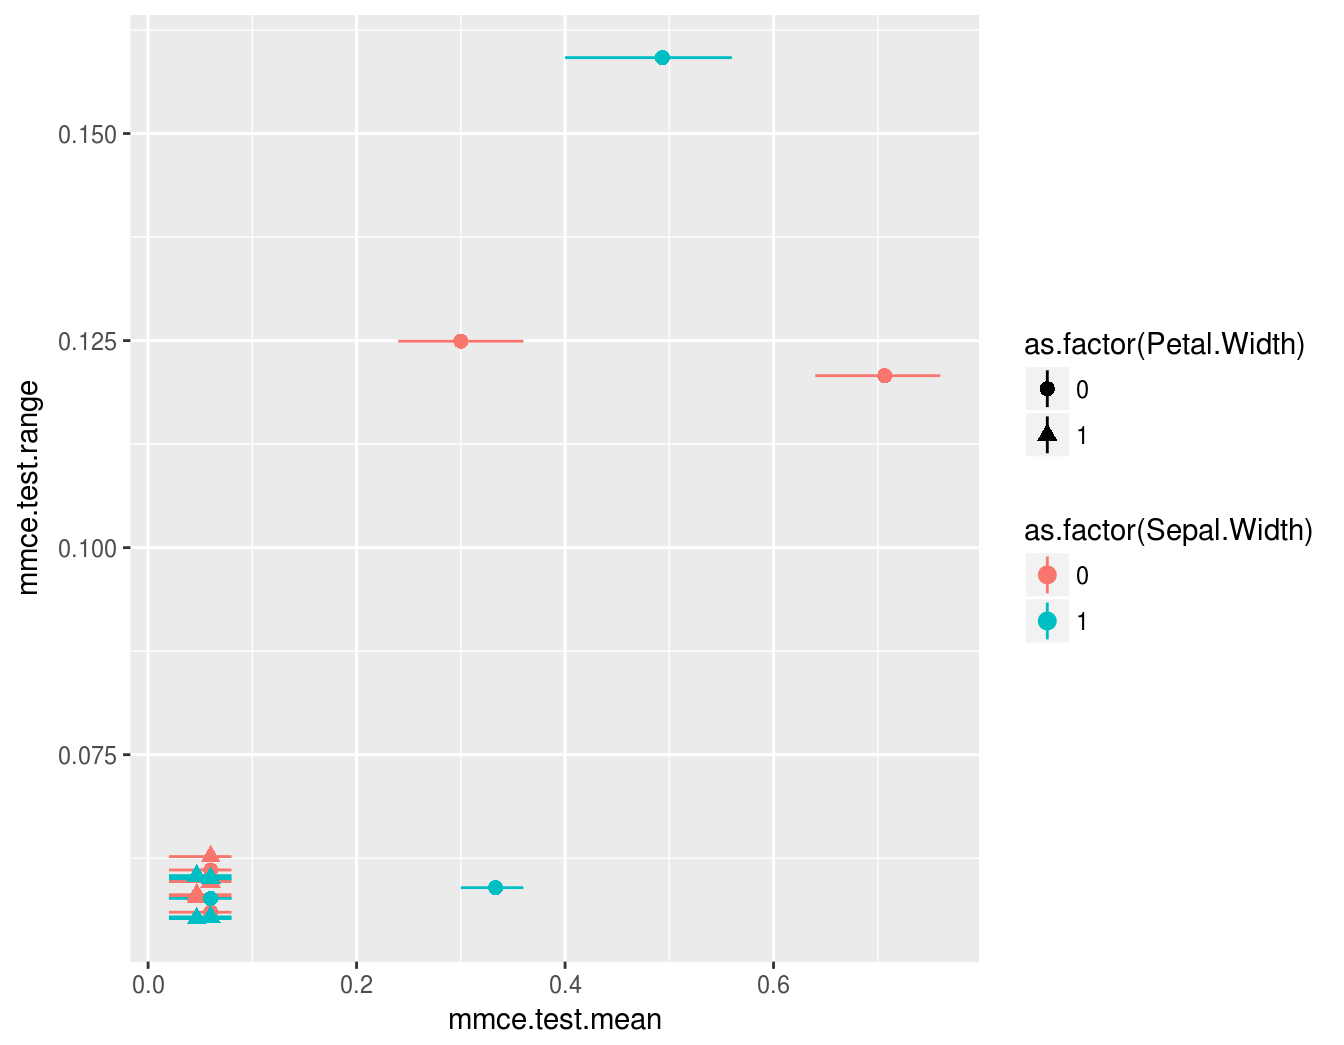 0.150
0.125
0.100
0.075
mmce.test.range
0.0 0.2 0.4 0.6
mmce.test.mean
as.factor(Petal.Width)
0
1
as.factor(Sepal.Width)
0
1